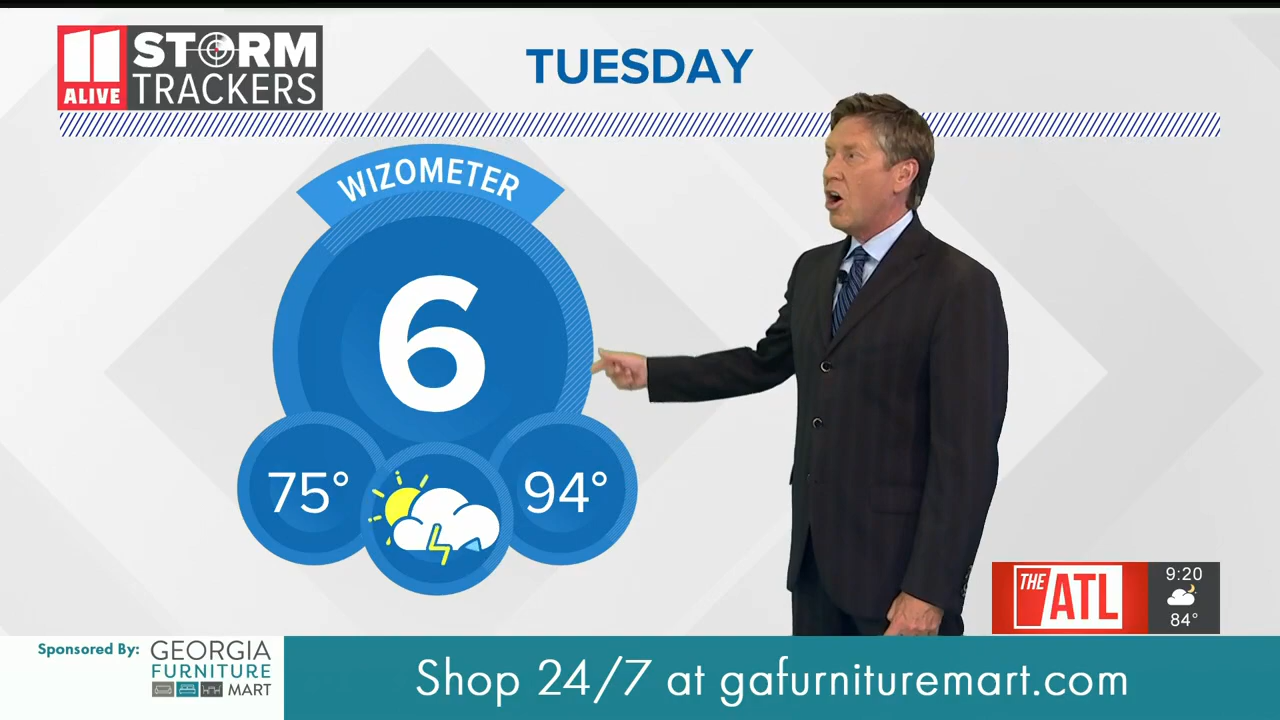 11
ALIVE
STORM
TRACKERS
TUESDAY
WIZOMETER
6
75°
94°
THE ATL
9:20
84°
Sponsored By:
GEORGIA
FURNITURE
MART
Shop 24/7 at gafurnituremart.com